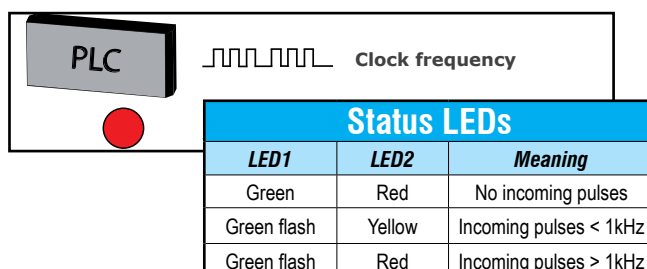 PLC
Clock frequency
Status LEDs
LED1 LED2 Meaning
Green Red No incoming pulses
Green flash Yellow Incoming pulses < 1kHz
Green flash Red Incoming pulses > 1kHz